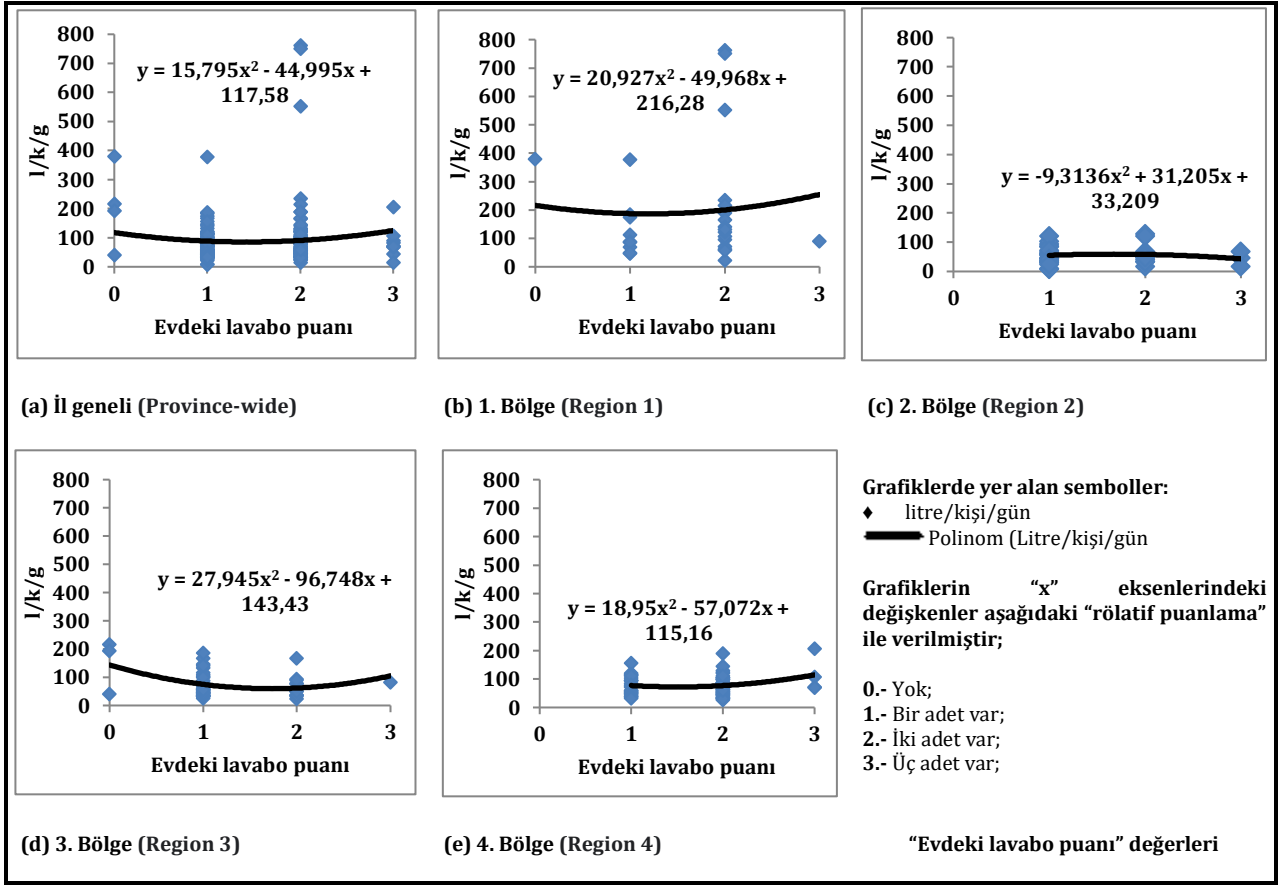 800
700
600
500
400
300
200
100
0
l/k/g
y = 15,795x² - 44,995x +
117,58
0 1 2 3
Evdeki lavabo puanı
800
700
600
500
400
300
200
100
0
l/k/g
y = 20,927x² - 49,968x +
216,28
0 1 2 3
Evdeki lavabo puanı
800
700
600
500
400
300
200
100
0
l/k/g
y = -9,3136x² + 31,205x +
33,209
0 1 2 3
Evdeki lavabo puanı
(a) İl geneli (Province-wide)
(b) 1. Bölge (Region 1)
(c) 2. Bölge (Region 2)
800
700
600
500
400
300
200
100
0
l/k/g
y = 27,945x² - 96,748x +
143,43
0 1 2 3
Evdeki lavabo puanı
800
700
600
500
400
300
200
100
0
l/k/g
y = 18,95x² - 57,072x +
115,16
0 1 2 3
Evdeki lavabo puanı
Grafiklerde yer alan semboller:
♦ litre/kişi/gün
Polinom (Litre/kişi/gün
Grafiklerin “x” eksenlerindeki
değişkenler aşağıdaki “rölatif puanlama”
ile verilmiştir;
0.- Yok;
1.- Bir adet var;
2.- İki adet var;
3.- Üç adet var;
(d) 3. Bölge (Region 3)
(e) 4. Bölge (Region 4)
“Evdeki lavabo puanı” değerleri